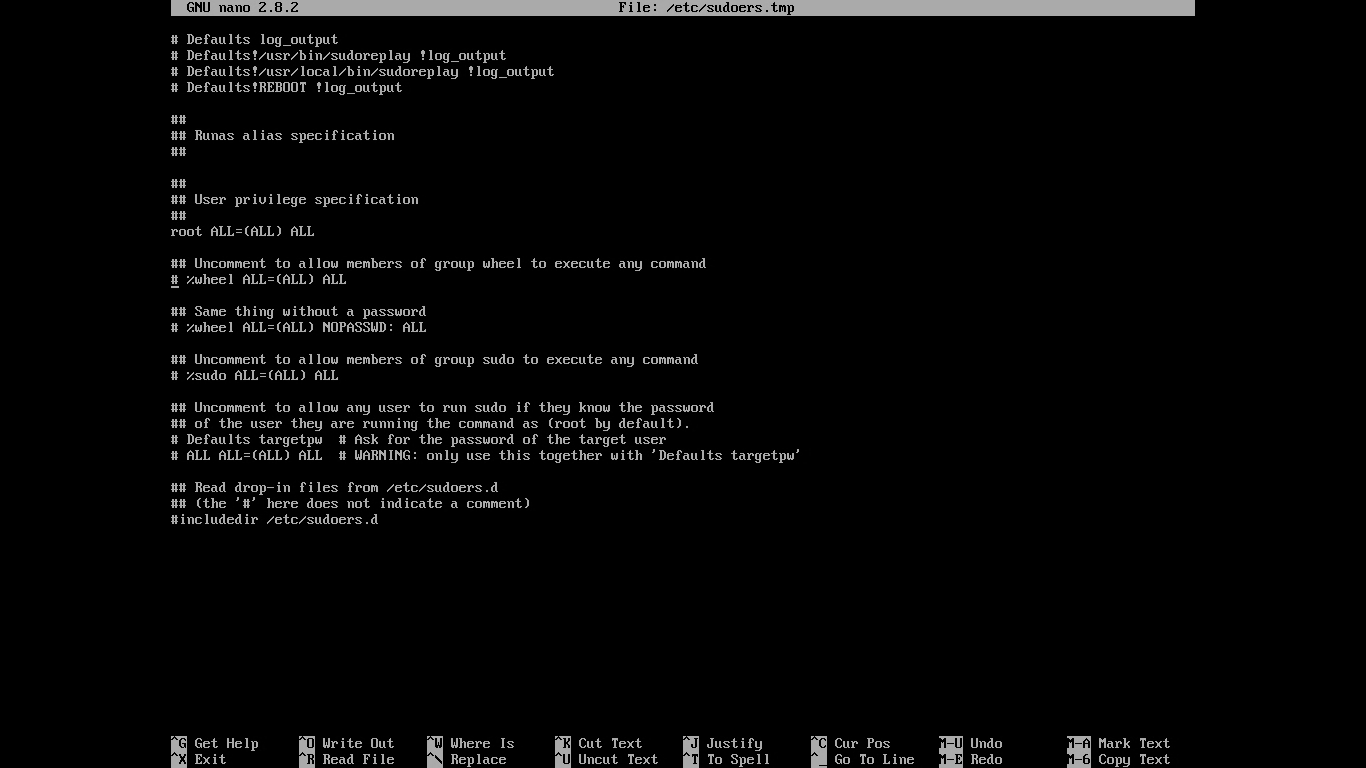 GNU nano 2.8.2 File: /etc/sudoers.tmp
# Defaults log_output
# Defaults!/usr/bin/sudoreplay !log_output
# Defaults!/usr/local/bin/sudoreplay !log_output
# Defaults!REBOOT !log_output
##
## Runas alias specification
##
##
## User privilege specification
##
root ALL=(ALL) ALL
## Uncomment to allow members of group wheel to execute any command
# %wheel ALL=(ALL) ALL
## Same thing without a password
# %wheel ALL=(ALL) NOPASSWD: ALL
## Uncomment to allow members of group sudo to execute any command
# %sudo ALL=(ALL) ALL
## Uncomment to allow any user to run sudo if they know the password
## of the user they are running the command as (root by default).
# Defaults targetpw  # Ask for the password of the target user
# ALL ALL=(ALL) ALL  # WARNING: only use this together with 'Defaults targetpw'
## Read drop-in files from /etc/sudoers.d
## (the '#' here does not indicate a comment)
#includedir /etc/sudoers.d
^G Get Help ^O Write Out ^W Where Is ^K Cut Text ^J Justify ^C Cur Pos M-U Undo M-A Mark Text
^X Exit ^R Read File ^\ Replace ^U Uncut Text ^T To Spell ^_ Go To Line M-E Redo M-6 Copy Text